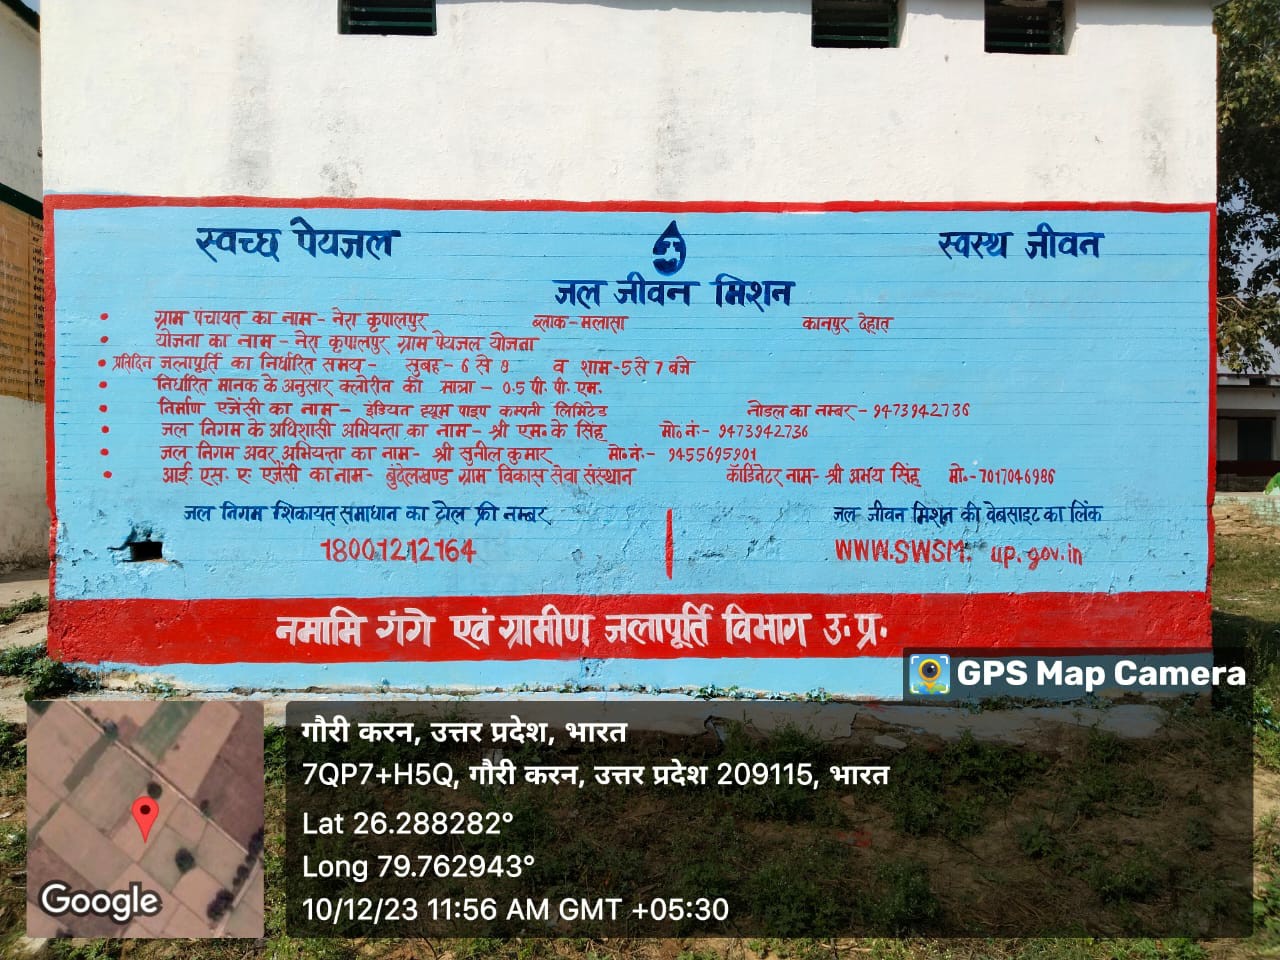 स्वच्छ पेयजल स्वस्थ जीवन
जल जीवन मिशन
• ग्राम पंचायत का नाम - नेरा कृपालपुर ब्लाक - मलासा कानपुर देहात
• योजना का नाम - नेरा कृपालपुर ग्राम पेयजल योजना
• प्रतिदिन जलापूर्ति का निर्धारित समय - सुबह - 6 से 9 व शाम - 5 से 7 बजे
• निर्धारित मानक के अनुसार क्लोरीन की मात्रा - 0.5 पी. पी. एम.
• निर्माण एजेंसी का नाम - इंडियन ह्यूम पाइप कम्पनी लिमिटेड नोडल का नम्बर - 9473942736
• जल निगम के अधिशासी अभियन्ता का नाम - श्री एम॰ के सिंह मो॰ नं॰ - 9473942736
• जल निगम अवर अभियन्ता का नाम - श्री सुनील कुमार मो॰ नं॰ - 9455695901
• आई. एस. ए. एजेंसी का नाम - बुंदेलखण्ड ग्राम विकास सेवा संस्थान कॉर्डिनेटर नाम - श्री अभय सिंह मो॰ - 7017046986
जल निगम शिकायत समाधान का टोल फ्री नम्बर जल जीवन मिशन की वेबसाइट का लिंक
18001212164 WWW.SWSM. up.gov.in
नमामि गंगे एवं ग्रामीण जलापूर्ति विभाग उ.प्र.
GPS Map Camera
गौरी करन, उत्तर प्रदेश, भारत
7QP7+H5Q, गौरी करन, उत्तर प्रदेश 209115, भारत
Lat 26.288282°
Long 79.762943°
10/12/23 11:56 AM GMT +05:30
Google